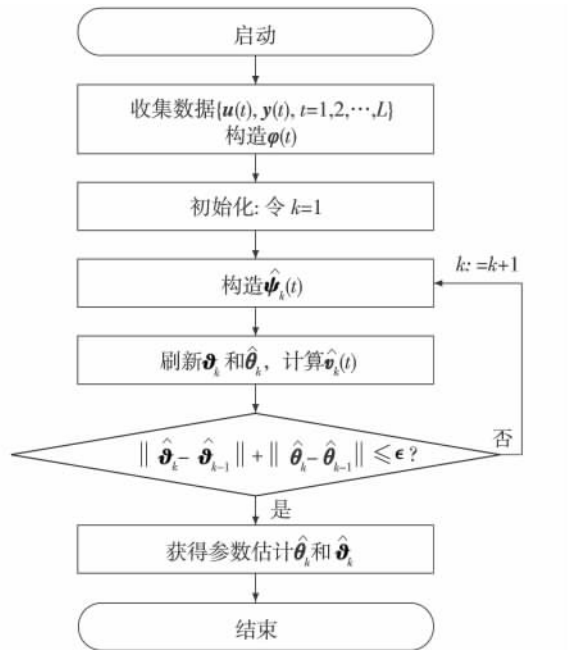 启动
收集数据{u(t), y(t), t=1,2,⋯,L}
构造φ(t)
初始化: 令 k=1
k: =k+1
构造ψ̂ₖ(t)
刷新ϑₖ 和θ̂ₖ, 计算v̂ₖ(t)
‖ ϑ̂ₖ- ϑ̂ₖ₋₁ ‖ + ‖ θ̂ₖ- θ̂ₖ₋₁ ‖ ≤ϵ ?
否
是
获得参数估计θ̂ₖ和 ϑ̂ₖ
结束